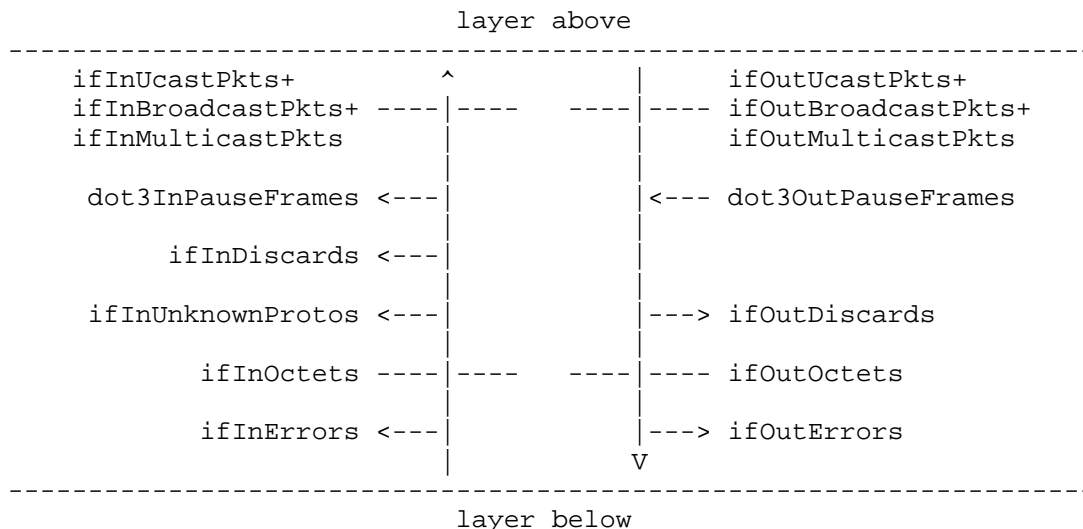 layer above
--------------------------------------------------------------------
    ifInUcastPkts+         ^           |     ifOutUcastPkts+
    ifInBroadcastPkts+ ----|----   ----|---- ifOutBroadcastPkts+
    ifInMulticastPkts      |           |     ifOutMulticastPkts
                           |           |
     dot3InPauseFrames <---|           |<--- dot3OutPauseFrames
                           |           |
          ifInDiscards <---|           |
                           |           |
     ifInUnknownProtos <---|           |---> ifOutDiscards
                           |           |
            ifInOctets ----|----   ----|---- ifOutOctets
                           |           |
            ifInErrors <---|           |---> ifOutErrors
                           |           V
--------------------------------------------------------------------
                            layer below